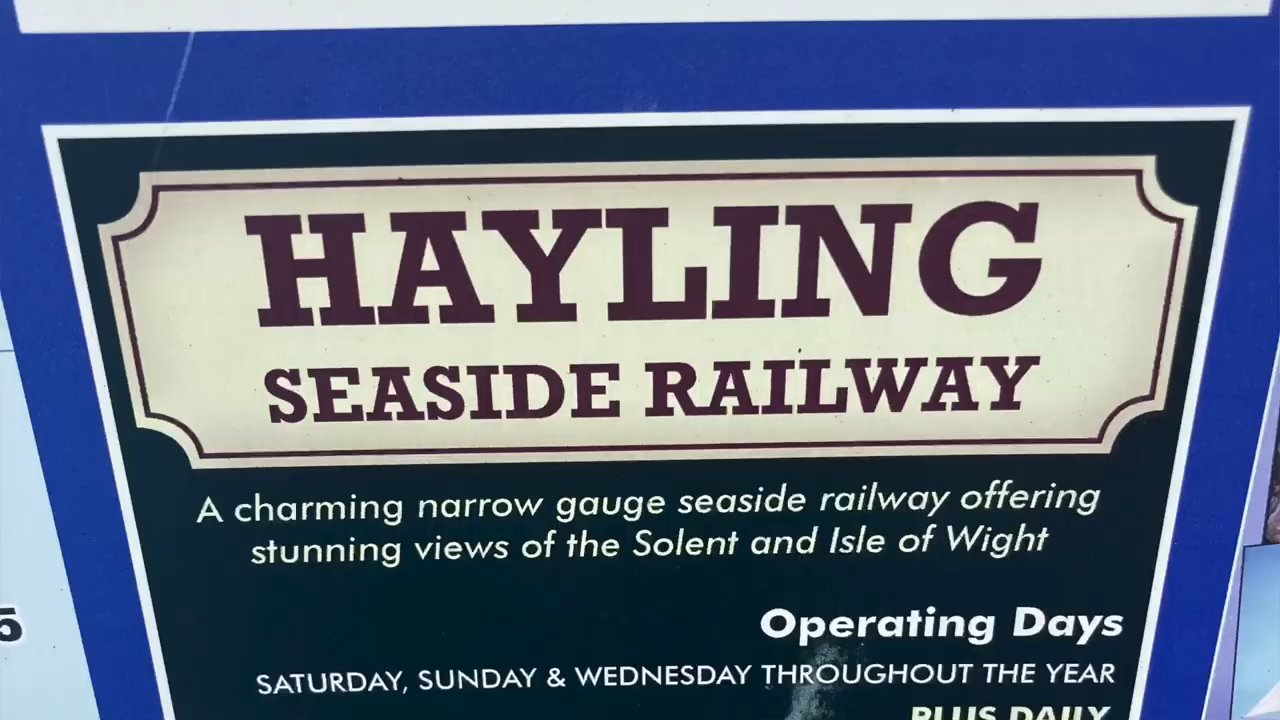 HAYLING
SEASIDE RAILWAY
A charming narrow gauge seaside railway offering
stunning views of the Solent and Isle of Wight
Operating Days
SATURDAY, SUNDAY & WEDNESDAY THROUGHOUT THE YEAR
PLUS DAILY
5